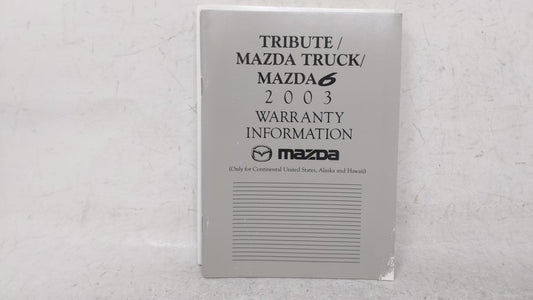 TRIBUTE /
MAZDA TRUCK/
MAZDA6
2003
WARRANTY
INFORMATION
mazda
(Only for Continental United States, Alaska and Hawaii)